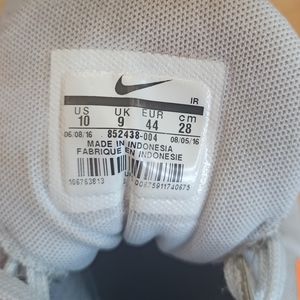 IR
US UK EUR cm
10 9 44 28
06/08/16 852438-004 08/05/16
MADE IN INDONESIA
FABRIQUE EN INDONESIE